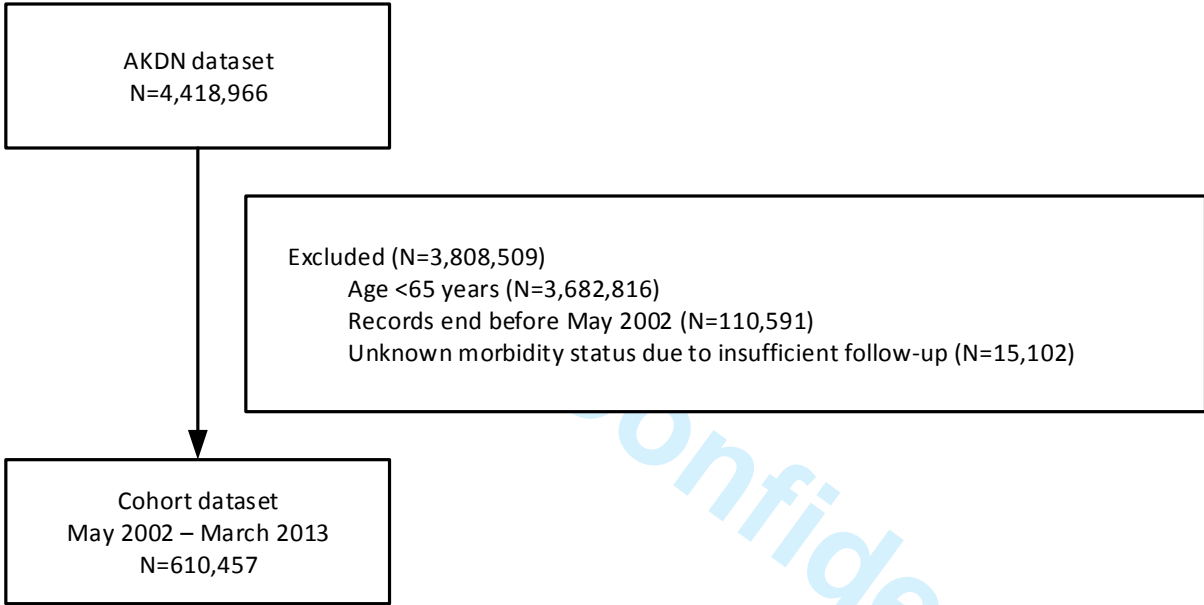 AKDN dataset
N=4,418,966
Excluded (N=3,808,509)
Age <65 years (N=3,682,816)
Records end before May 2002 (N=110,591)
Unknown morbidity status due to insufficient follow-up (N=15,102)
Cohort dataset
May 2002 – March 2013
N=610,457